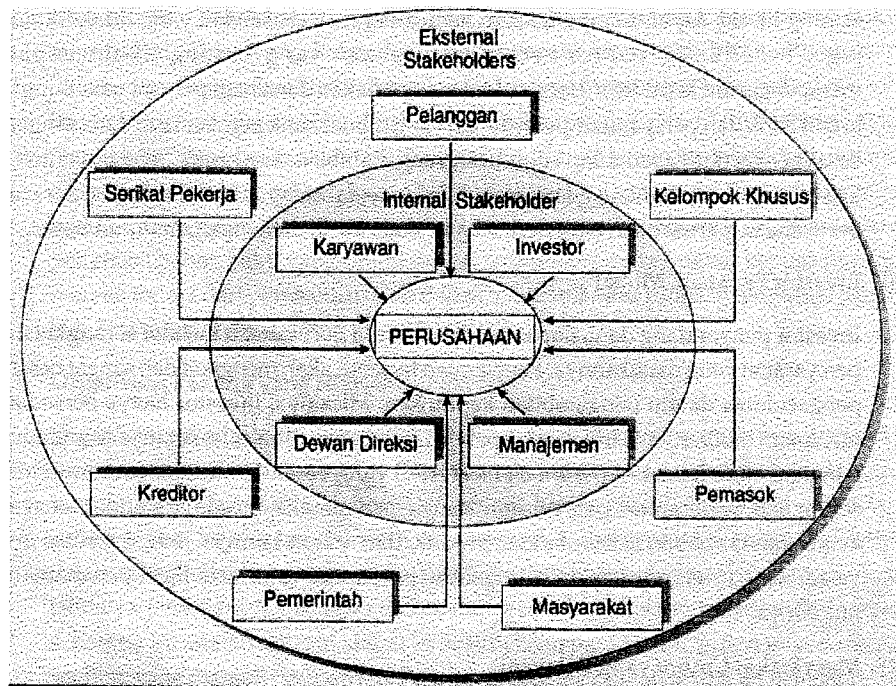 Eksternal
Stakeholders
Pelanggan
Serikat Pekerja
Kelompok Khusus
Internal Stakeholder
Karyawan
Investor
PERUSAHAAN
Dewan Direksi
Manajemen
Kreditor
Pemasok
Pemerintah
Masyarakat